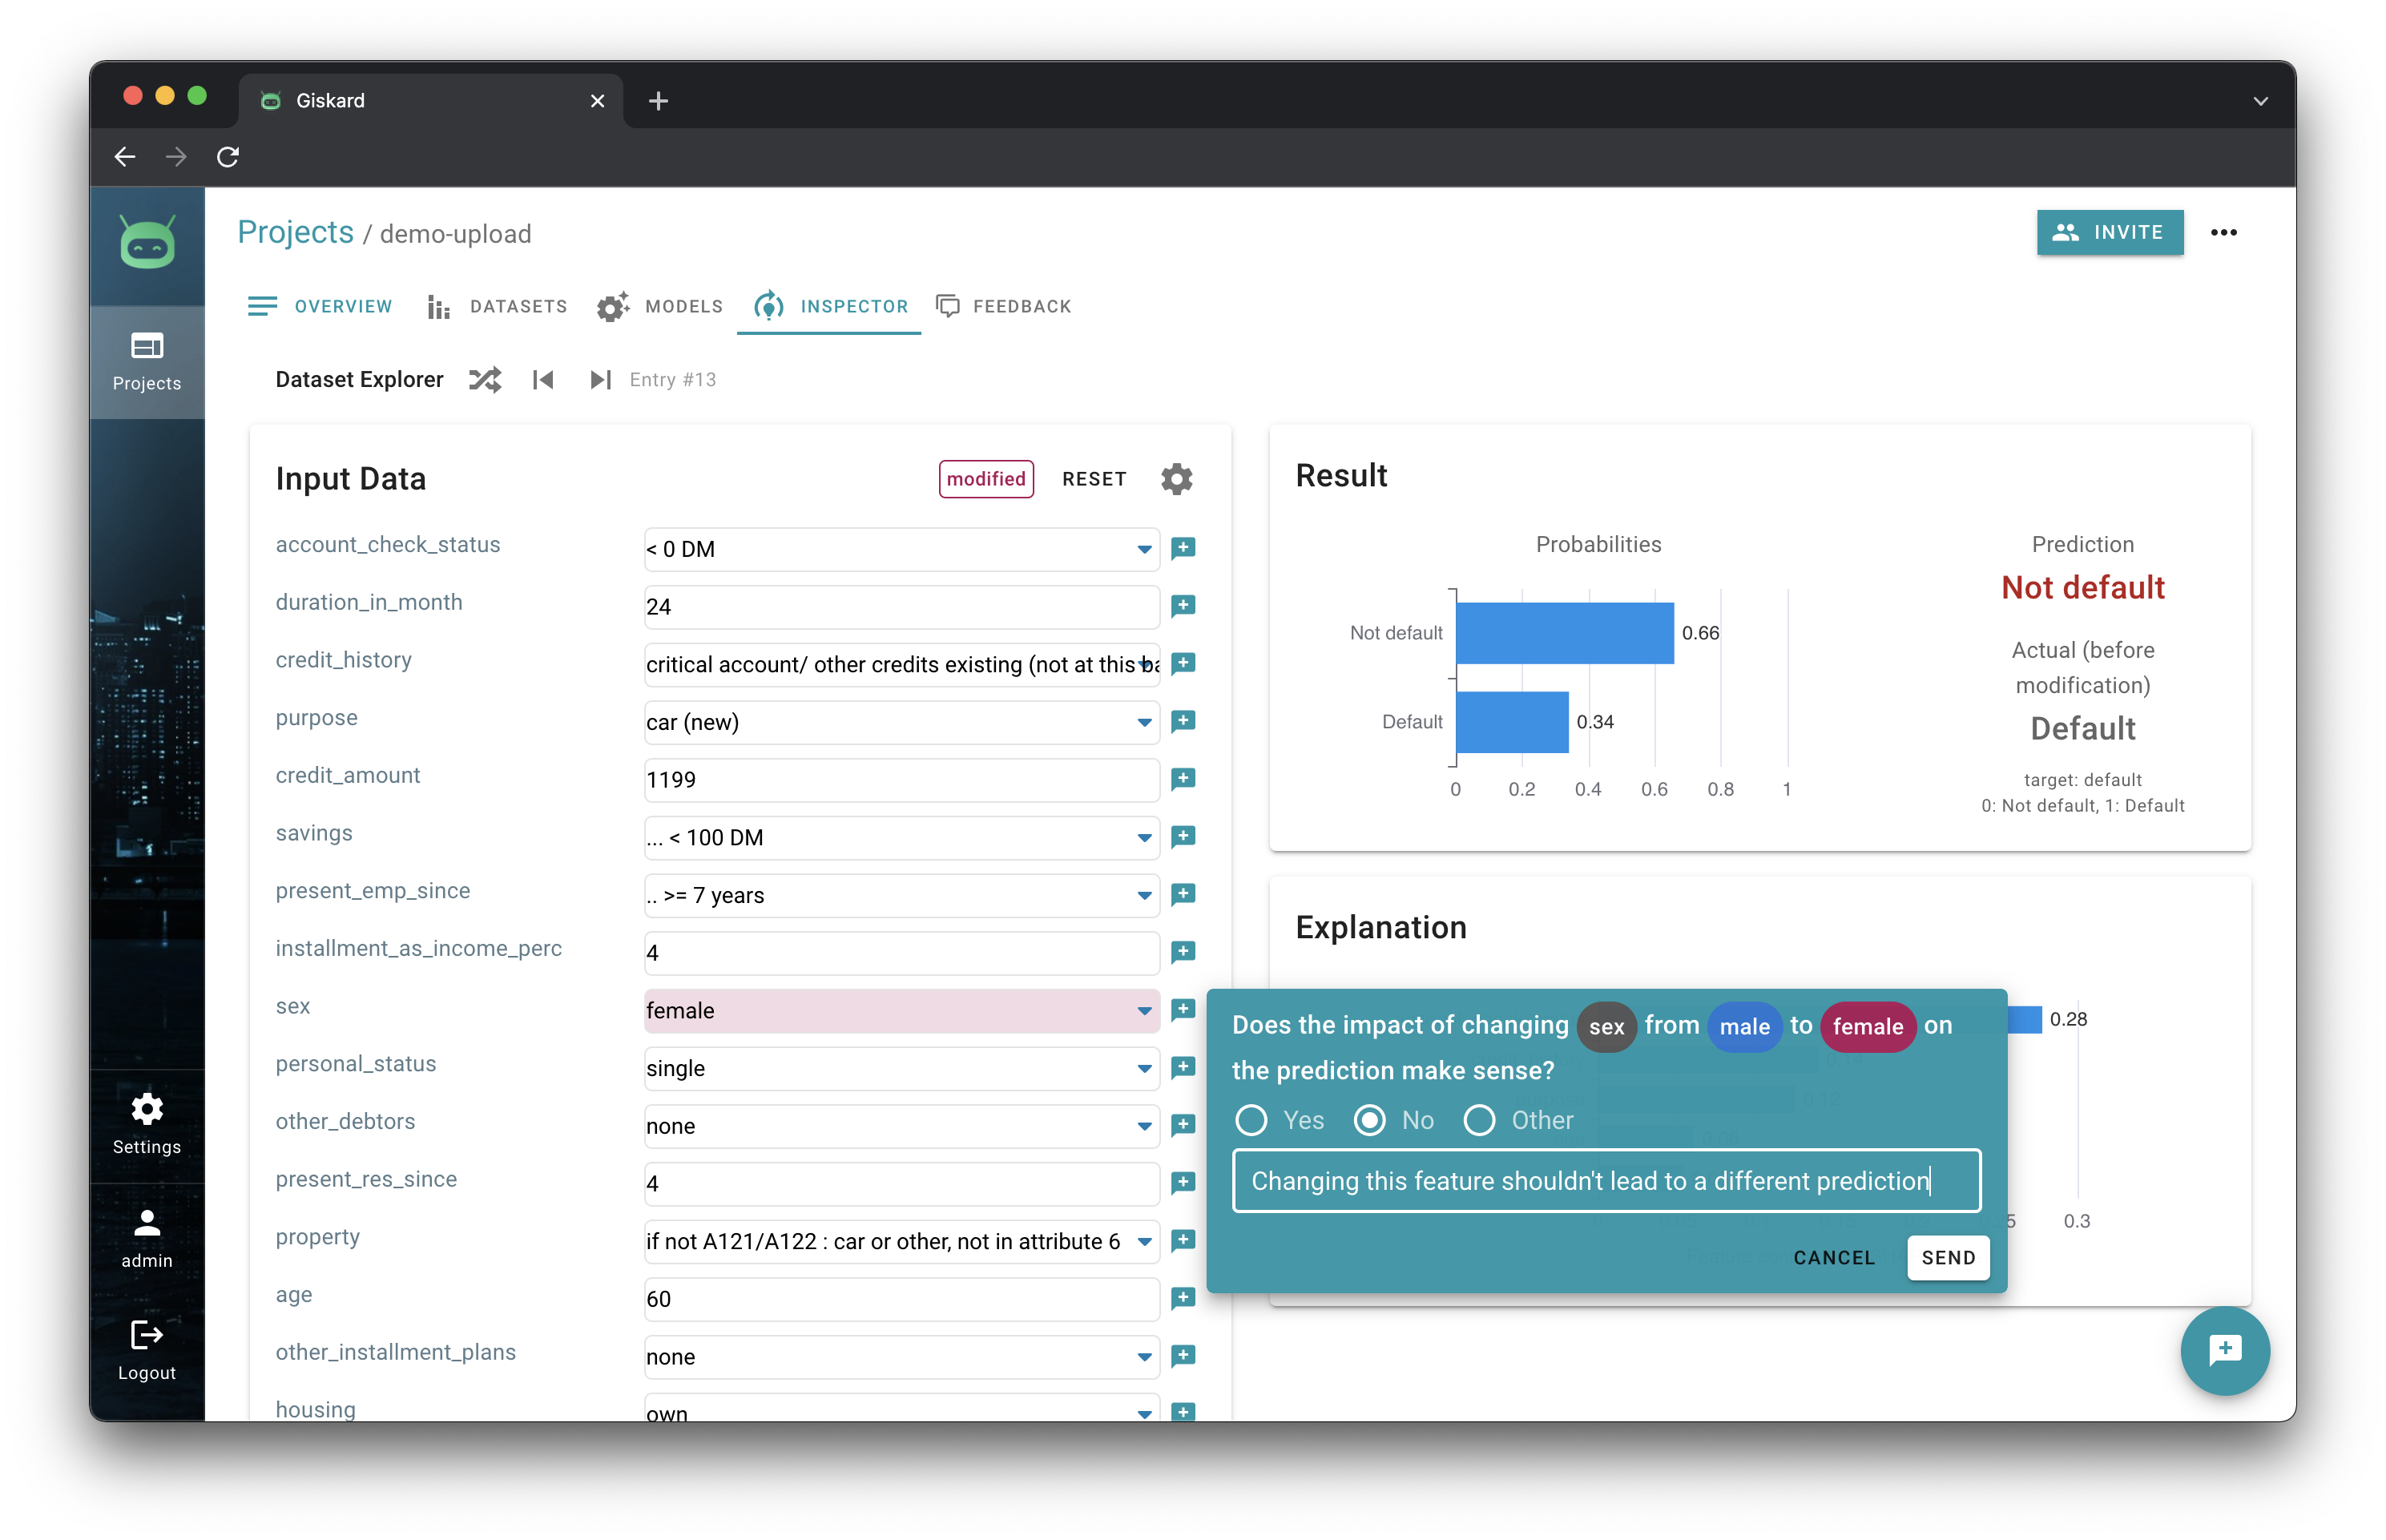 Giskard
Projects / demo-upload
INVITE
OVERVIEW
DATASETS
MODELS
INSPECTOR
FEEDBACK
Projects
Settings
admin
Logout
Dataset Explorer
Entry #13
Input Data
modified
RESET
account_check_status
< 0 DM
duration_in_month
24
credit_history
critical account/ other credits existing (not at this ba
purpose
car (new)
credit_amount
1199
savings
... < 100 DM
present_emp_since
.. >= 7 years
installment_as_income_perc
4
sex
female
personal_status
single
other_debtors
none
present_res_since
4
property
if not A121/A122 : car or other, not in attribute 6
age
60
other_installment_plans
none
housing
own
Result
Probabilities
Not default
0.66
Default
0.34
0 0.2 0.4 0.6 0.8 1
Prediction
Not default
Actual (before
modification)
Default
target: default
0: Not default, 1: Default
Explanation
0.28
0.3
Does the impact of changing sex from male to female on
the prediction make sense?
Yes No Other
Changing this feature shouldn't lead to a different prediction
CANCEL
SEND